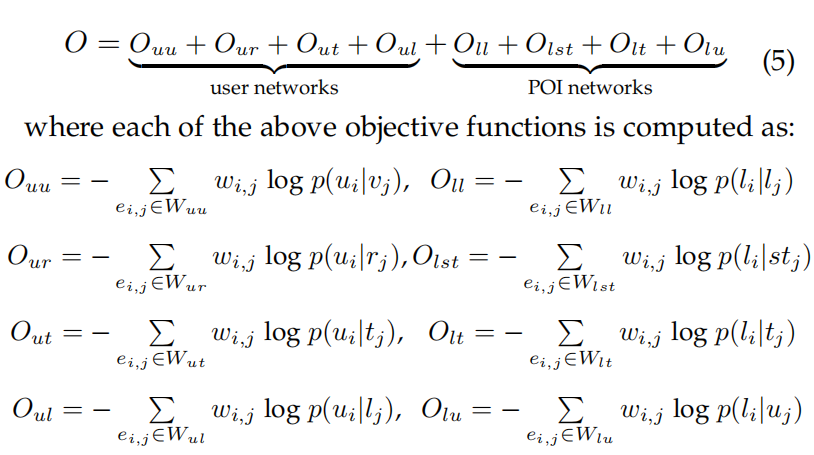 O = O_{uu} + O_{ur} + O_{ut} + O_{ul} + O_{ll} + O_{lst} + O_{lt} + O_{lu} (5)
user networks POI networks
where each of the above objective functions is computed as:
O_{uu} = − ∑_{e_{i,j}∈W_{uu}} w_{i,j} log p(u_i|v_j), O_{ll} = − ∑_{e_{i,j}∈W_{ll}} w_{i,j} log p(l_i|l_j)
O_{ur} = − ∑_{e_{i,j}∈W_{ur}} w_{i,j} log p(u_i|r_j), O_{lst} = − ∑_{e_{i,j}∈W_{lst}} w_{i,j} log p(l_i|st_j)
O_{ut} = − ∑_{e_{i,j}∈W_{ut}} w_{i,j} log p(u_i|t_j), O_{lt} = − ∑_{e_{i,j}∈W_{lt}} w_{i,j} log p(l_i|t_j)
O_{ul} = − ∑_{e_{i,j}∈W_{ul}} w_{i,j} log p(u_i|l_j), O_{lu} = − ∑_{e_{i,j}∈W_{lu}} w_{i,j} log p(l_i|u_j)